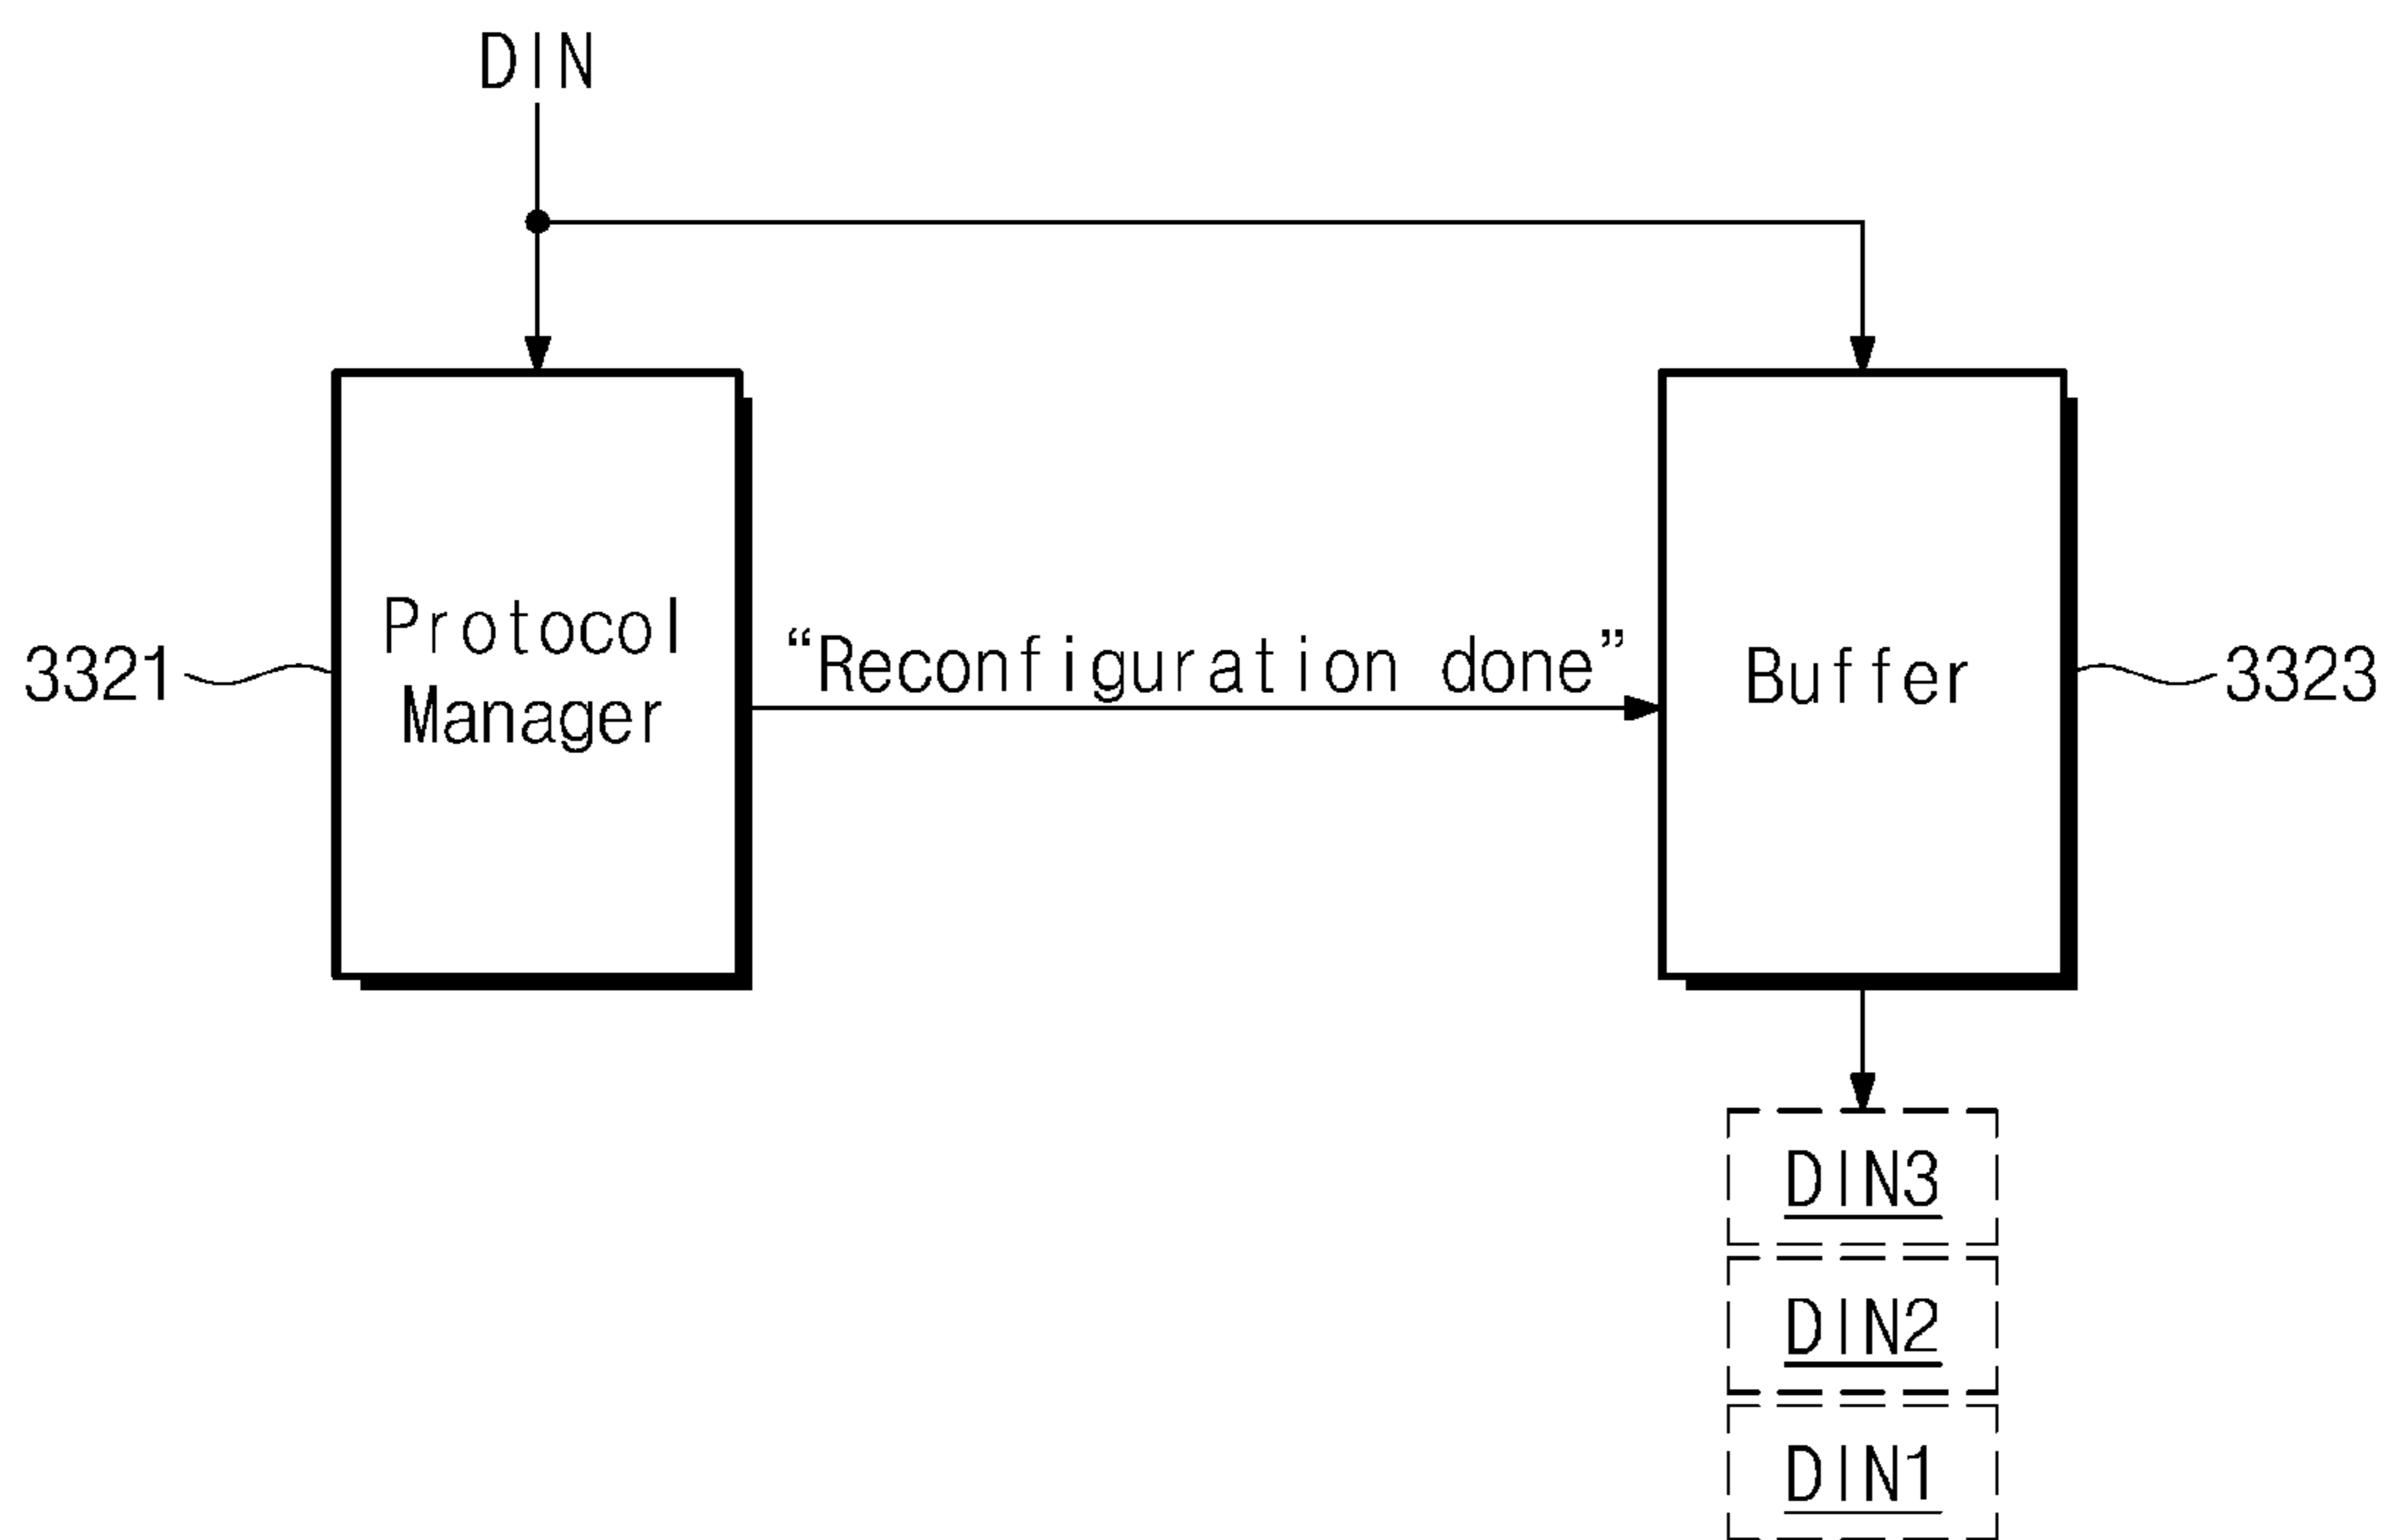 DIN
Protocol
Manager
3321
“Reconfiguration done”
Buffer
3323
DIN3
DIN2
DIN1